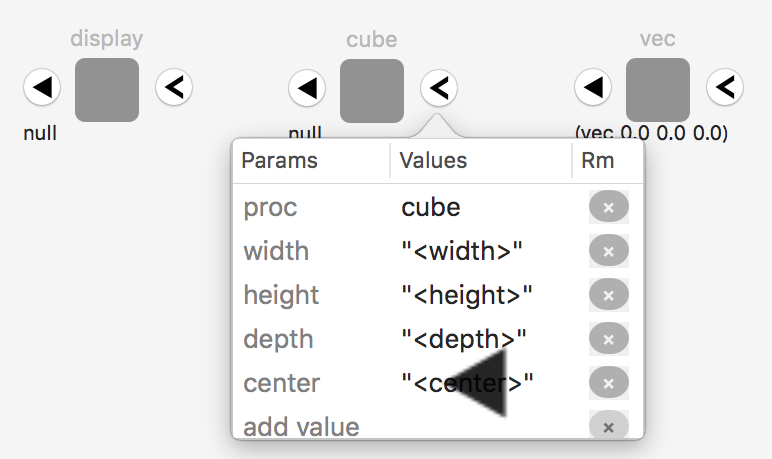 display cube vec
null null (vec 0.0 0.0 0.0)
Params Values Rm
proc cube ×
width "<width>" ×
height "<height>" ×
depth "<depth>" ×
center "<center>" ×
add value ×